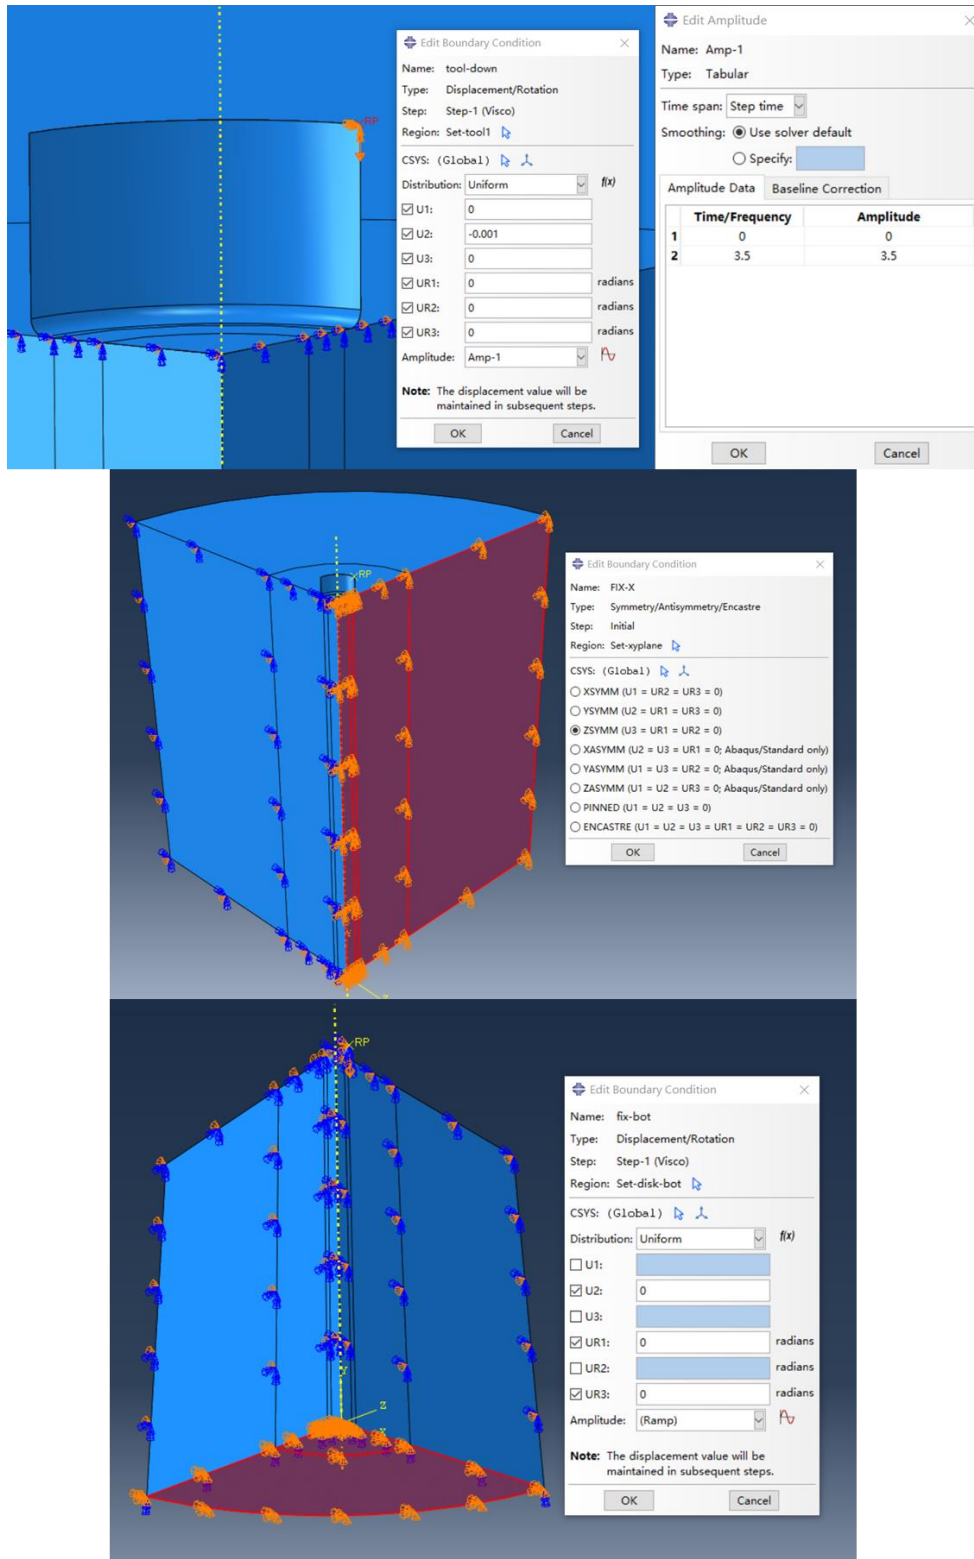 Edit Boundary Condition
Name: tool-down
Type: Displacement/Rotation
Step: Step-1 (Visco)
Region: Set-tool1
CSYS: (Global)
Distribution: Uniform f(x)
U1: 0
U2: -0.001
U3: 0
UR1: 0 radians
UR2: 0 radians
UR3: 0 radians
Amplitude: Amp-1
Note: The displacement value will be
maintained in subsequent steps.
OK Cancel
Edit Amplitude
Name: Amp-1
Type: Tabular
Time span: Step time
Smoothing: Use solver default
Specify:
Amplitude Data Baseline Correction
Time/Frequency Amplitude
1 0 0
2 3.5 3.5
OK Cancel
RP
RP
Edit Boundary Condition
Name: FIX-X
Type: Symmetry/Antisymmetry/Encastre
Step: Initial
Region: Set-xyplane
CSYS: (Global)
XSYMM (U1 = UR2 = UR3 = 0)
YSYMM (U2 = UR1 = UR3 = 0)
ZSYMM (U3 = UR1 = UR2 = 0)
XASYMM (U2 = U3 = UR1 = 0; Abaqus/Standard only)
YASYMM (U1 = U3 = UR2 = 0; Abaqus/Standard only)
ZASYMM (U1 = U2 = UR3 = 0; Abaqus/Standard only)
PINNED (U1 = U2 = U3 = 0)
ENCASTRE (U1 = U2 = U3 = UR1 = UR2 = UR3 = 0)
OK Cancel
RP
Y
Z
X
Edit Boundary Condition
Name: fix-bot
Type: Displacement/Rotation
Step: Step-1 (Visco)
Region: Set-disk-bot
CSYS: (Global)
Distribution: Uniform f(x)
U1:
U2: 0
U3:
UR1: 0 radians
UR2: radians
UR3: 0 radians
Amplitude: (Ramp)
Note: The displacement value will be
maintained in subsequent steps.
OK Cancel